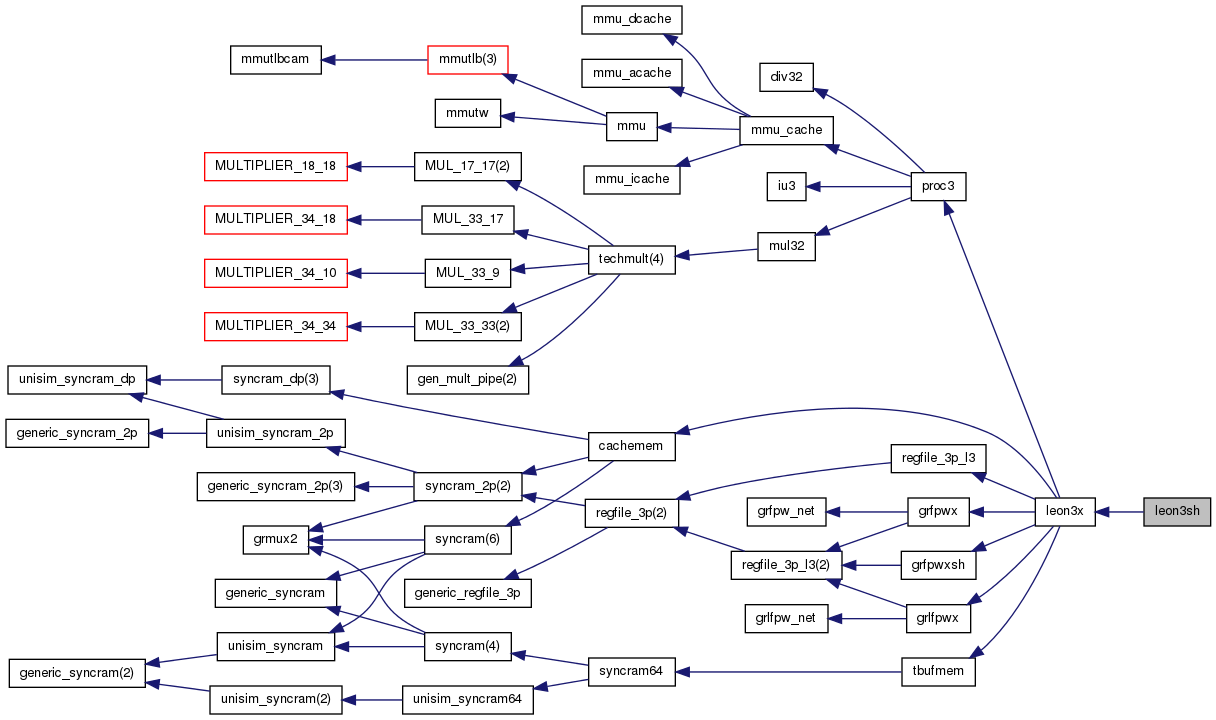 mmu_dcache
mmutlbcam
mmutlb(3)
mmu_acache
div32
mmutw
mmu
mmu_cache
MULTIPLIER_18_18
MUL_17_17(2)
mmu_icache
iu3
proc3
MULTIPLIER_34_18
MUL_33_17
mul32
techmult(4)
MULTIPLIER_34_10
MUL_33_9
MULTIPLIER_34_34
MUL_33_33(2)
unisim_syncram_dp
syncram_dp(3)
gen_mult_pipe(2)
generic_syncram_2p
unisim_syncram_2p
cachemem
regfile_3p_l3
generic_syncram_2p(3)
syncram_2p(2)
regfile_3p(2)
grfpw_net
grfpwx
leon3x
leon3sh
grmux2
syncram(6)
regfile_3p_l3(2)
grfpwxsh
generic_syncram
generic_regfile_3p
grlfpw_net
grlfpwx
unisim_syncram
syncram(4)
generic_syncram(2)
syncram64
tbufmem
unisim_syncram(2)
unisim_syncram64